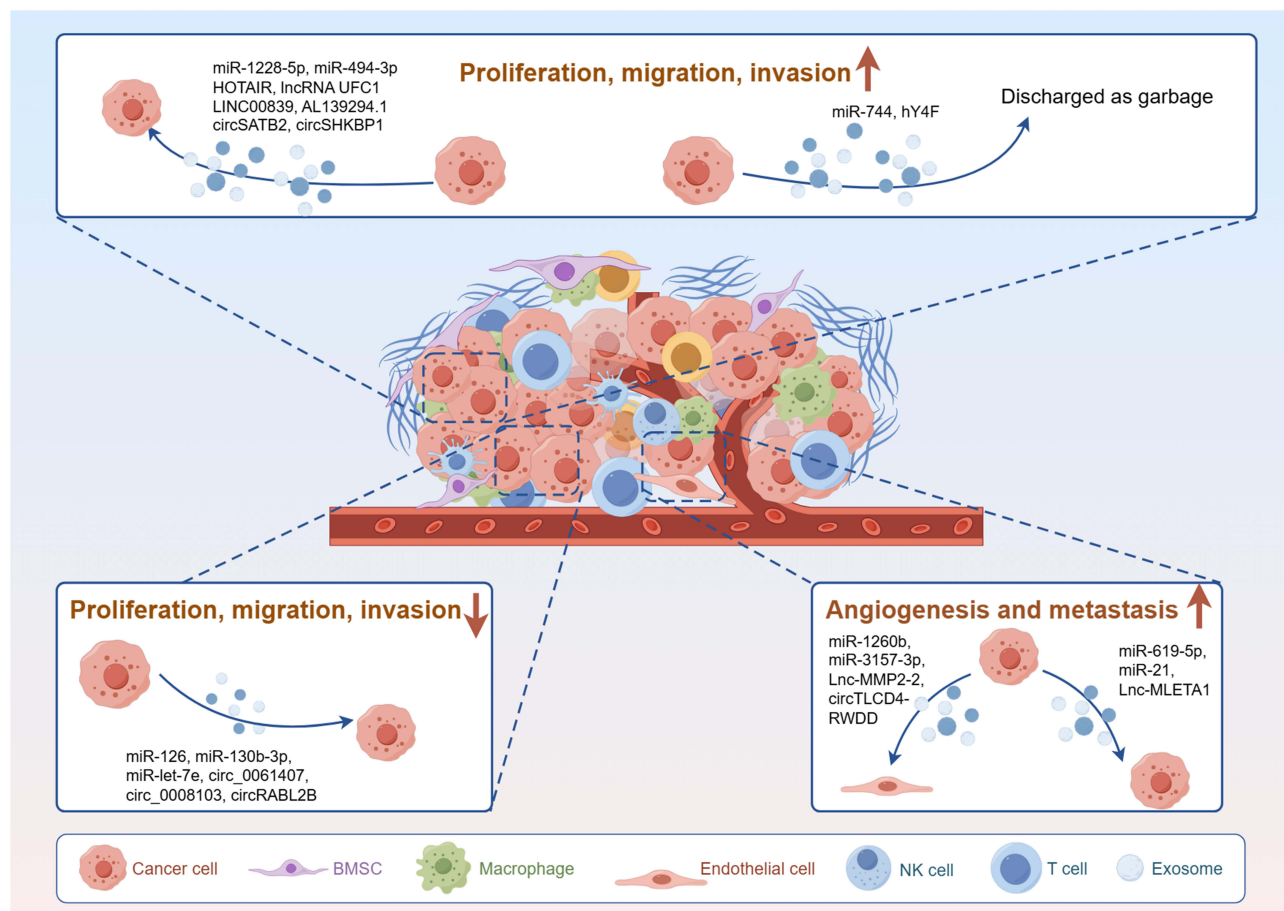 Proliferation, migration, invasion
miR-1228-5p, miR-494-3p
HOTAIR, lncRNA UFC1
LINC00839, AL139294.1
circSATB2, circSHKBP1
miR-744, hY4F
Discharged as garbage
Proliferation, migration, invasion
miR-126, miR-130b-3p,
miR-let-7e, circ_0061407,
circ_0008103, circRABL2B
Angiogenesis and metastasis
miR-1260b,
miR-3157-3p,
Lnc-MMP2-2,
circTLCD4-
RWDD
miR-619-5p,
miR-21,
Lnc-MLETA1
Cancer cell
BMSC
Macrophage
Endothelial cell
NK cell
T cell
Exosome